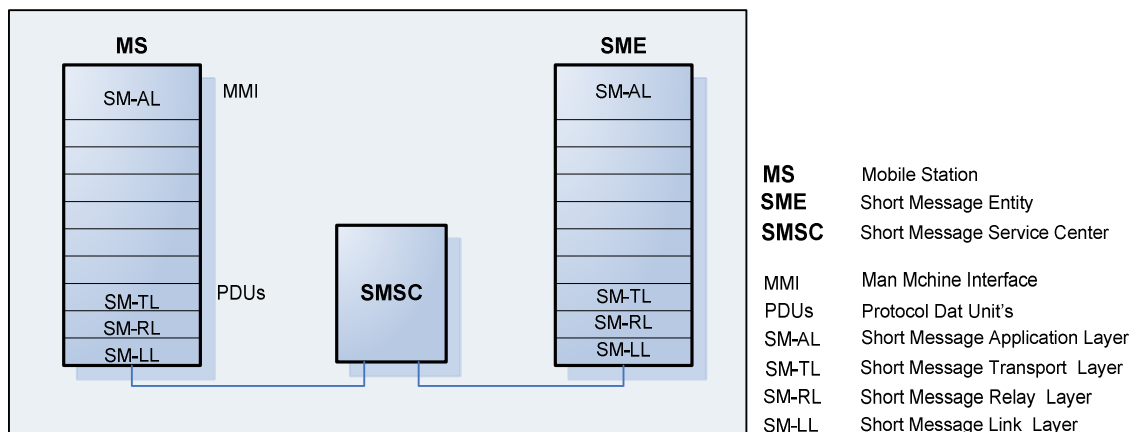 MS
SME
SM-AL
MMI
SM-AL
SMSC
SM-TL
PDUs
SM-RL
SM-LL
SM-TL
SM-RL
SM-LL
MS Mobile Station
SME Short Message Entity
SMSC Short Message Service Center
MMI Man Mchine Interface
PDUs Protocol Dat Unit's
SM-AL Short Message Application Layer
SM-TL Short Message Transport Layer
SM-RL Short Message Relay Layer
SM-LL Short Message Link Layer